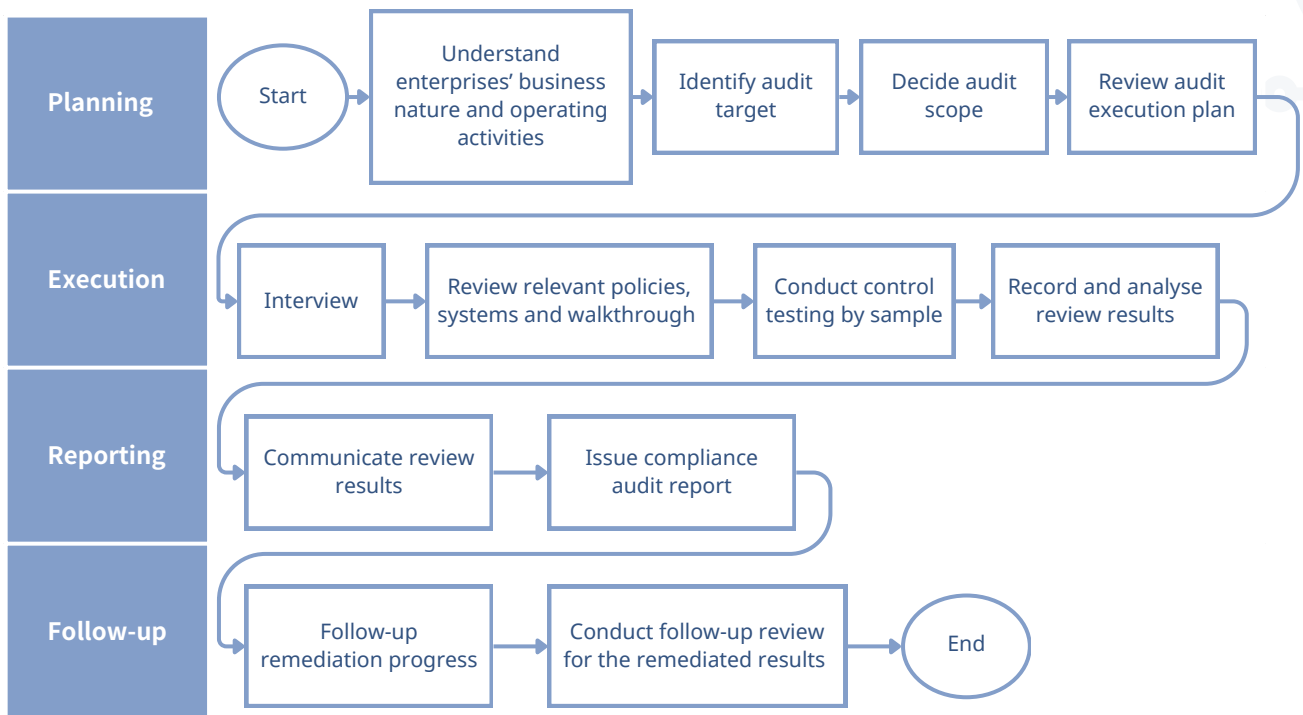 Planning
Start
Understand
enterprises’ business
nature and operating
activities
Identify audit
target
Decide audit
scope
Review audit
execution plan
Execution
Interview
Review relevant policies,
systems and walkthrough
Conduct control
testing by sample
Record and analyse
review results
Reporting
Communicate review
results
Issue compliance
audit report
Follow-up
Follow-up
remediation progress
Conduct follow-up review
for the remediated results
End